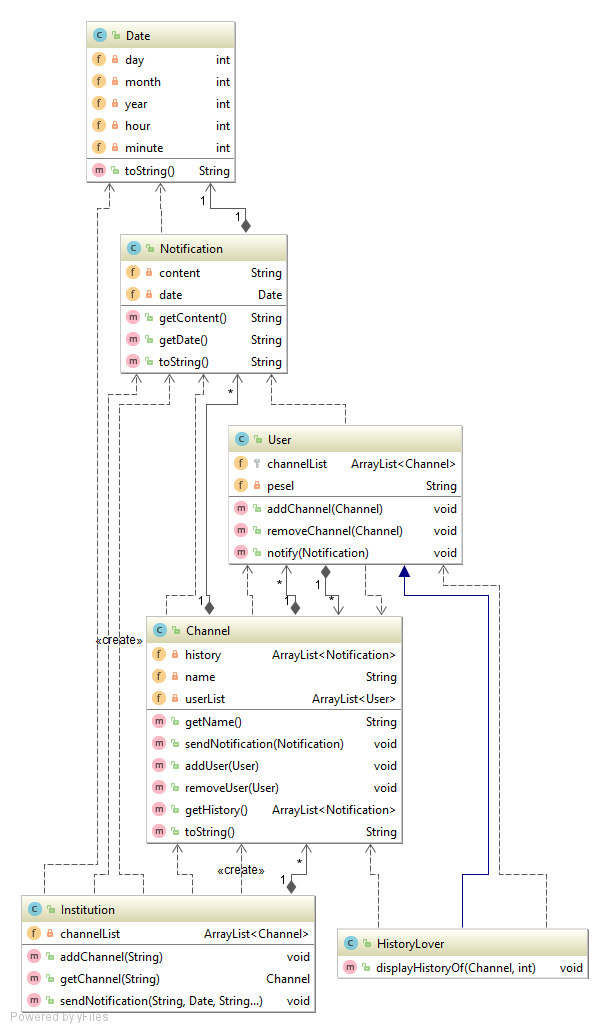 C Date
f day int
f month int
f year int
f hour int
f minute int
m toString() String
1
1
C Notification
f content String
f date Date
m getContent() String
m getDate() String
m toString() String
*
C User
f channelList ArrayList<Channel>
f pesel String
m addChannel(Channel) void
m removeChannel(Channel) void
m notify(Notification) void
* 1
1 1 *
C Channel
«create»
f history ArrayList<Notification>
f name String
f userList ArrayList<User>
m getName() String
m sendNotification(Notification) void
m addUser(User) void
m removeUser(User) void
m getHistory() ArrayList<Notification>
m toString() String
*
«create»
1
C Institution
f channelList ArrayList<Channel>
m addChannel(String) void
m getChannel(String) Channel
m sendNotification(String, Date, String...) void
C HistoryLover
m displayHistoryOf(Channel, int) void
Powered by yFiles